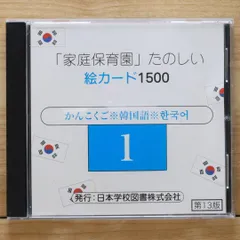 「家庭保育園」たのしい
絵カード1500
かんこくご※韓国語※한국어
1
発行：日本学校図書株式会社
第13版